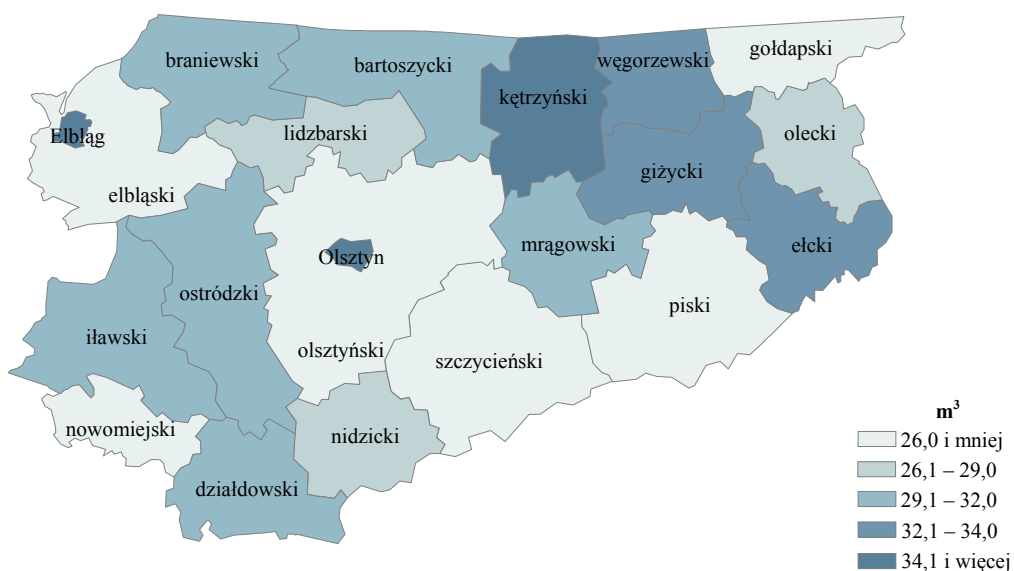 gołdapski
braniewski
bartoszycki
węgorzewski
kętrzyński
Elbląg
lidzbarski
olecki
giżycki
elbląski
mrągowski
ełcki
Olsztyn
ostródzki
piski
iławski
olsztyński
szczycieński
nowomiejski
nidzicki
działdowski
m³
26,0 i mniej
26,1 – 29,0
29,1 – 32,0
32,1 – 34,0
34,1 i więcej